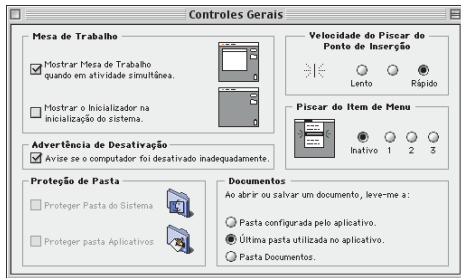 Controles Gerais
Mesa de Trabalho
Mostrar Mesa de Trabalho
quando em atividade simultânea.
Mostrar o Inicializador na
inicialização do sistema.
Velocidade do Piscar do
Ponto de Inserção
Lento
Rápido
Piscar do Item de Menu
Inativo 1 2 3
Advertência de Desativação
Avise se o computador foi desativado inadequadamente.
Proteção de Pasta
Proteger Pasta do Sistema
Proteger pasta Aplicativos
Documentos
Ao abrir ou salvar um documento, leve-me a:
Pasta configurada pelo aplicativo.
Última pasta utilizada no aplicativo.
Pasta Documentos.